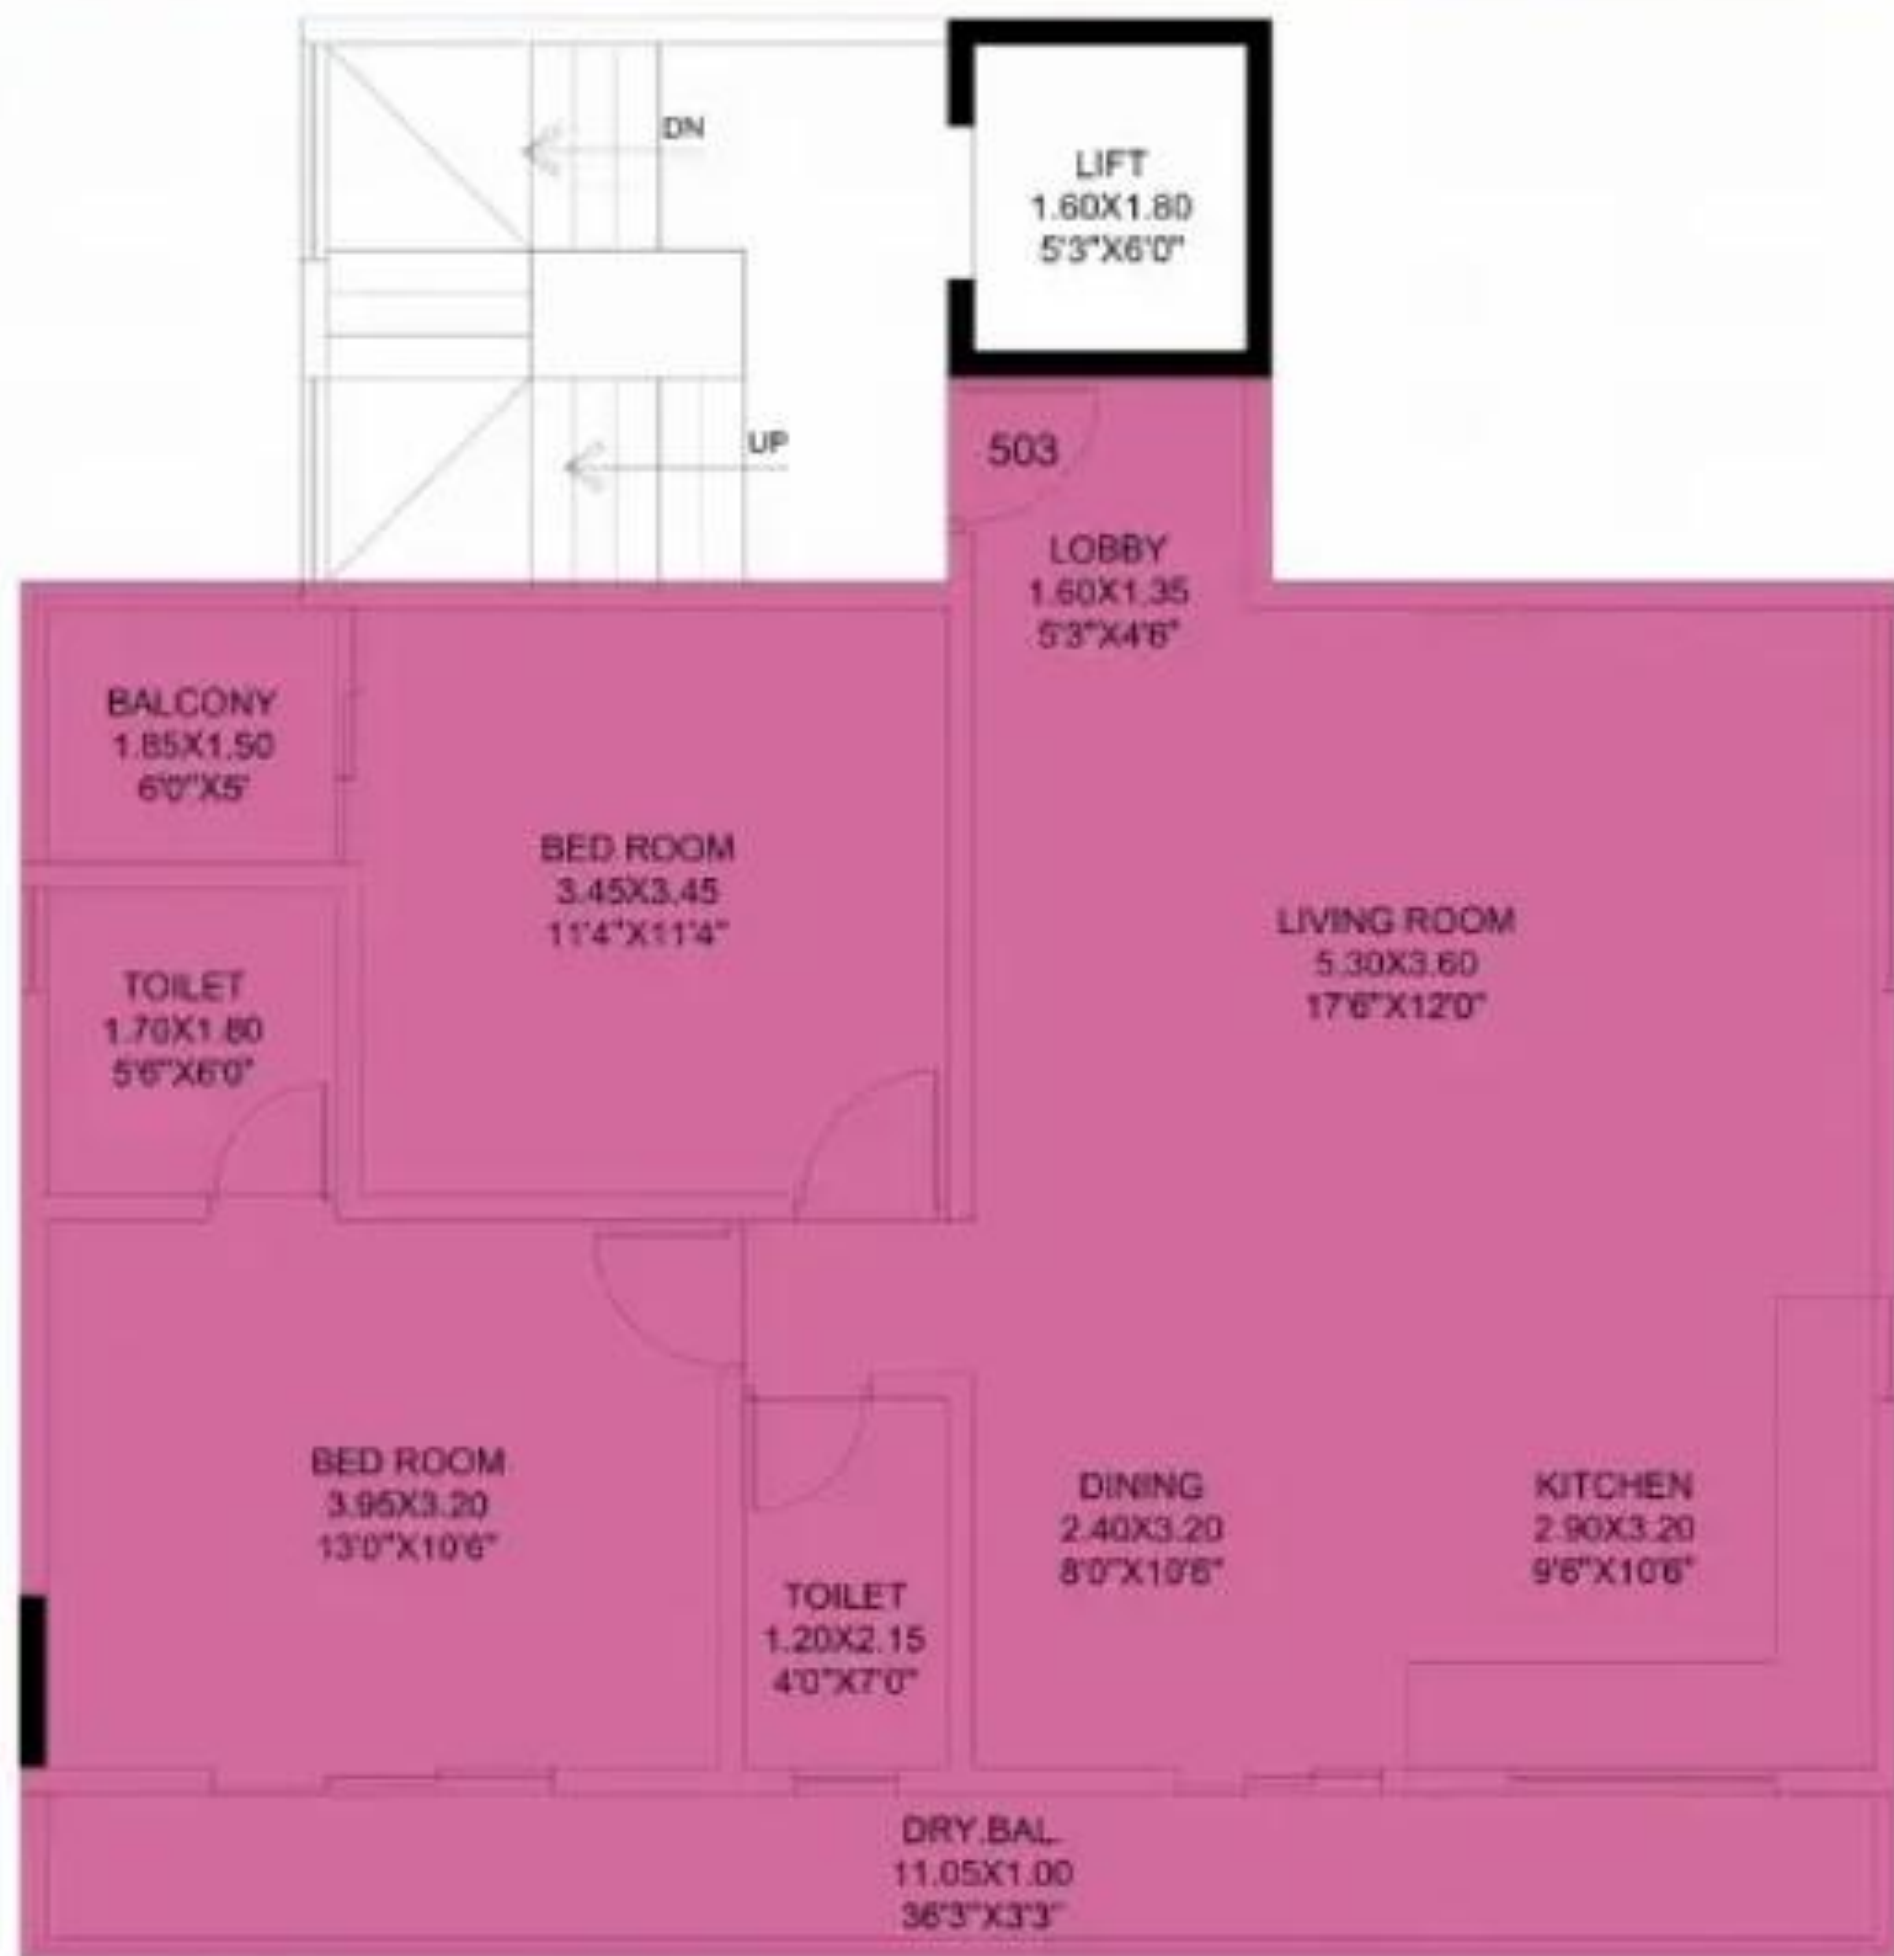 DN
LIFT
1.60X1.80
5'3"X6'0"
UP
503
LOBBY
1.60X1.35
5'3"X4'6"
BALCONY
1.85X1.50
6'0"X5'
BED ROOM
3.45X3.45
11'4"X11'4"
LIVING ROOM
5.30X3.60
17'6"X12'0"
TOILET
1.70X1.80
5'6"X6'0"
BED ROOM
3.95X3.20
13'0"X10'6"
DINING
2.40X3.20
8'0"X10'6"
KITCHEN
2.90X3.20
9'6"X10'6"
TOILET
1.20X2.15
4'0"X7'0"
DRY.BAL.
11.05X1.00
36'3"X3'3"